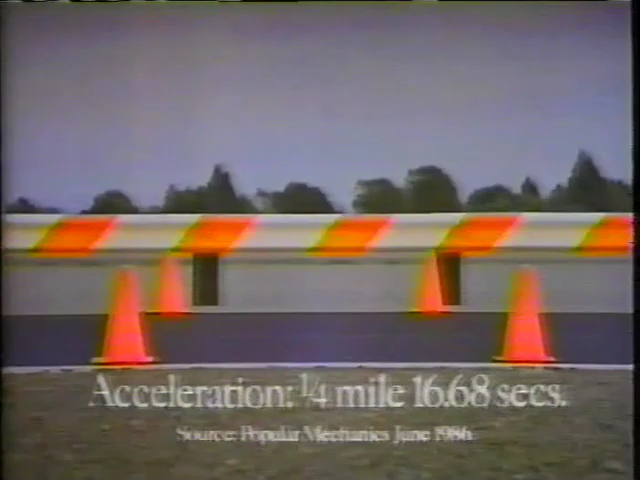 Acceleration: 1/4 mile 16.68 secs.
Source: Popular Mechanics June 1986.